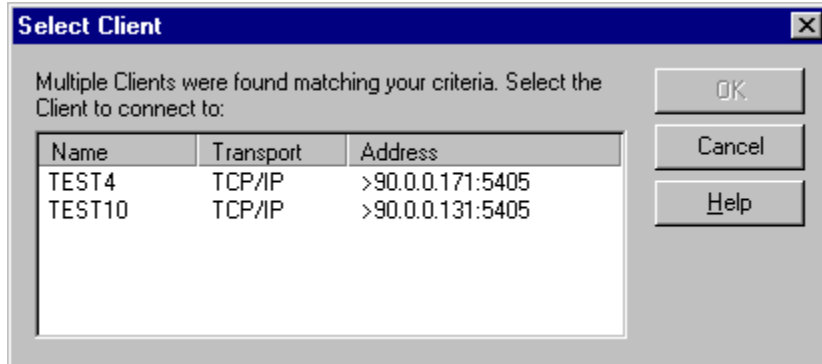 Select Client
Multiple Clients were found matching your criteria. Select the
Client to connect to:
OK
Cancel
Help
Name Transport Address
TEST4 TCP/IP >90.0.0.171:5405
TEST10 TCP/IP >90.0.0.131:5405